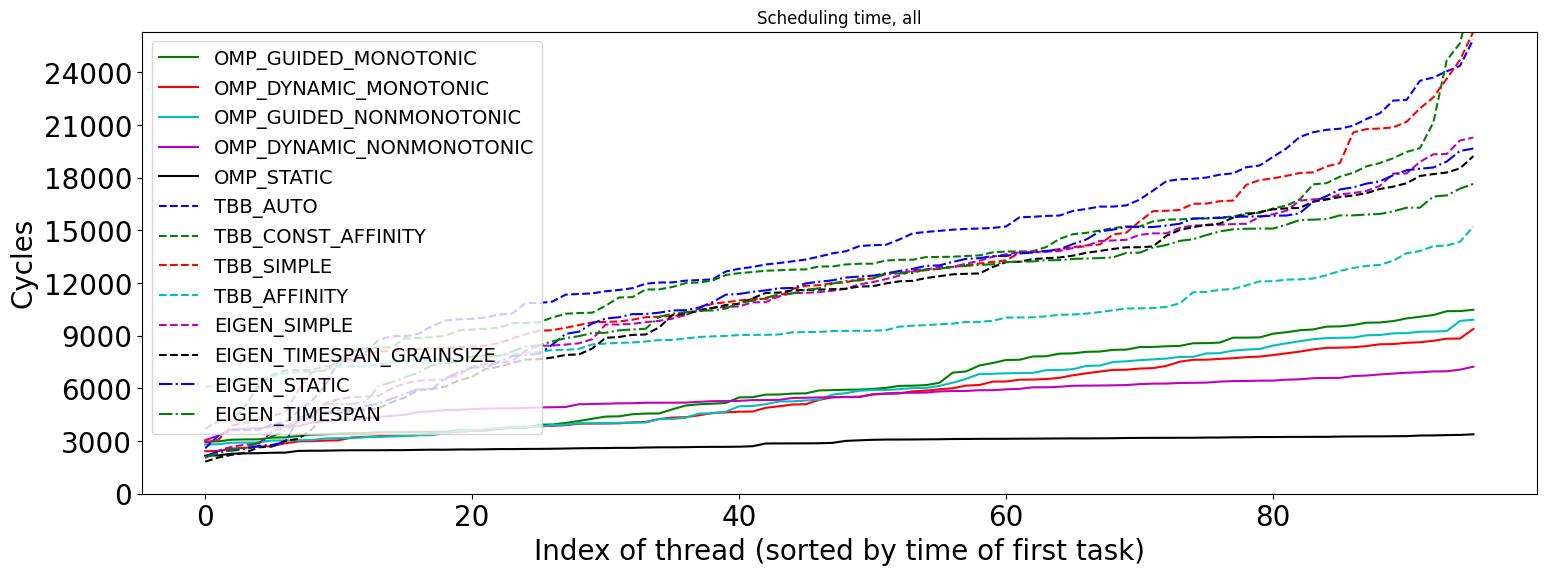 Scheduling time, all
OMP_GUIDED_MONOTONIC
OMP_DYNAMIC_MONOTONIC
OMP_GUIDED_NONMONOTONIC
OMP_DYNAMIC_NONMONOTONIC
OMP_STATIC
TBB_AUTO
TBB_CONST_AFFINITY
TBB_SIMPLE
TBB_AFFINITY
EIGEN_SIMPLE
EIGEN_TIMESPAN_GRAINSIZE
EIGEN_STATIC
EIGEN_TIMESPAN
24000
21000
18000
15000
12000
9000
6000
3000
0
Cycles
0 20 40 60 80
Index of thread (sorted by time of first task)